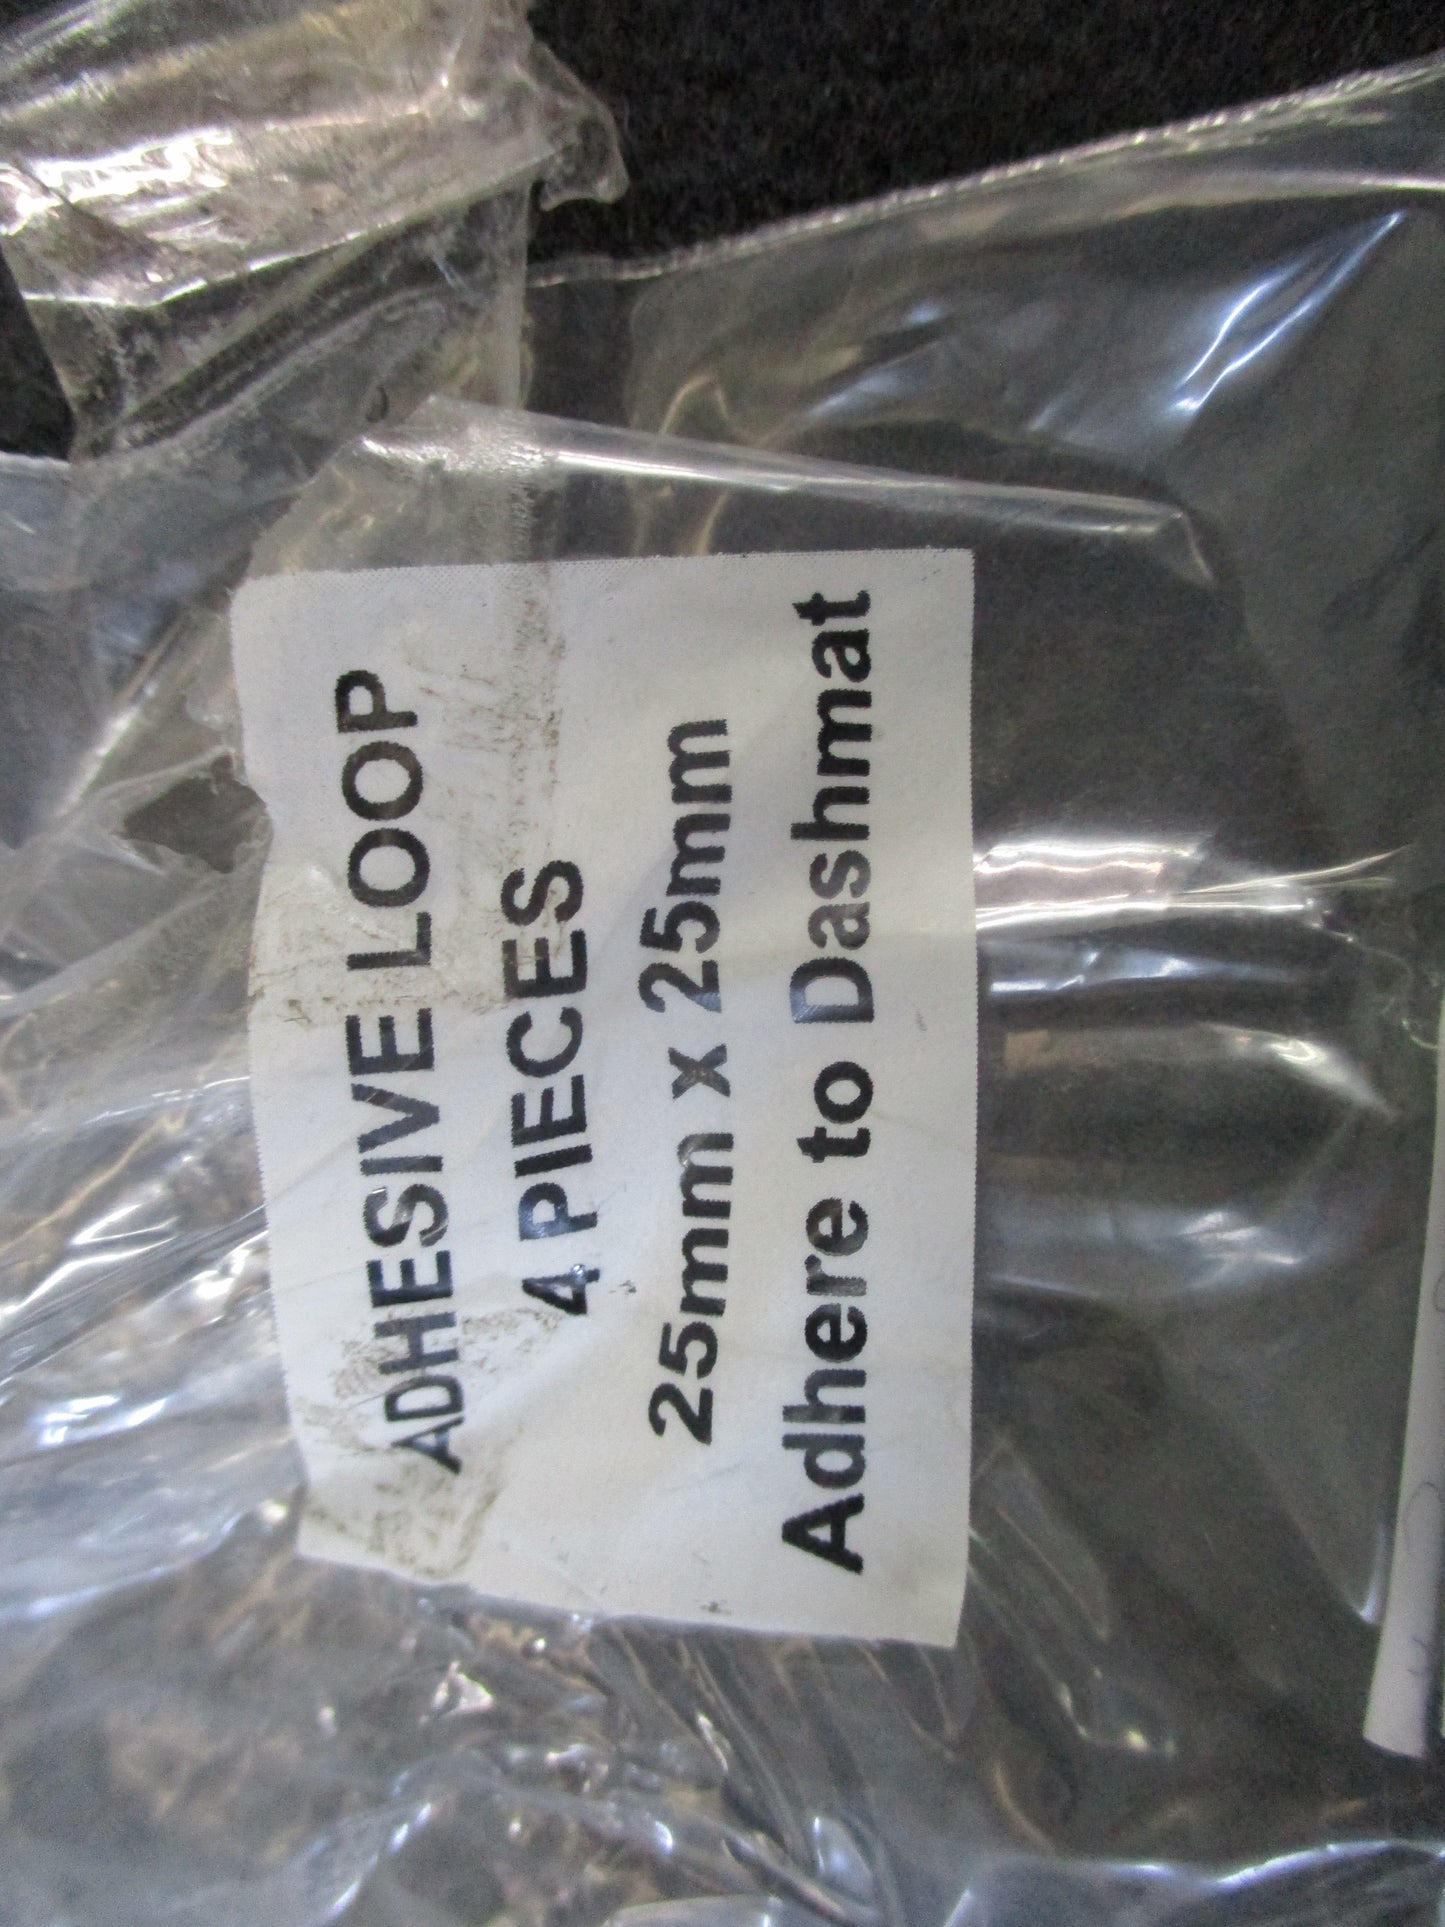 ADHESIVE LOOP
4 PIECES
25mm x 25mm
Adhere to Dashmat